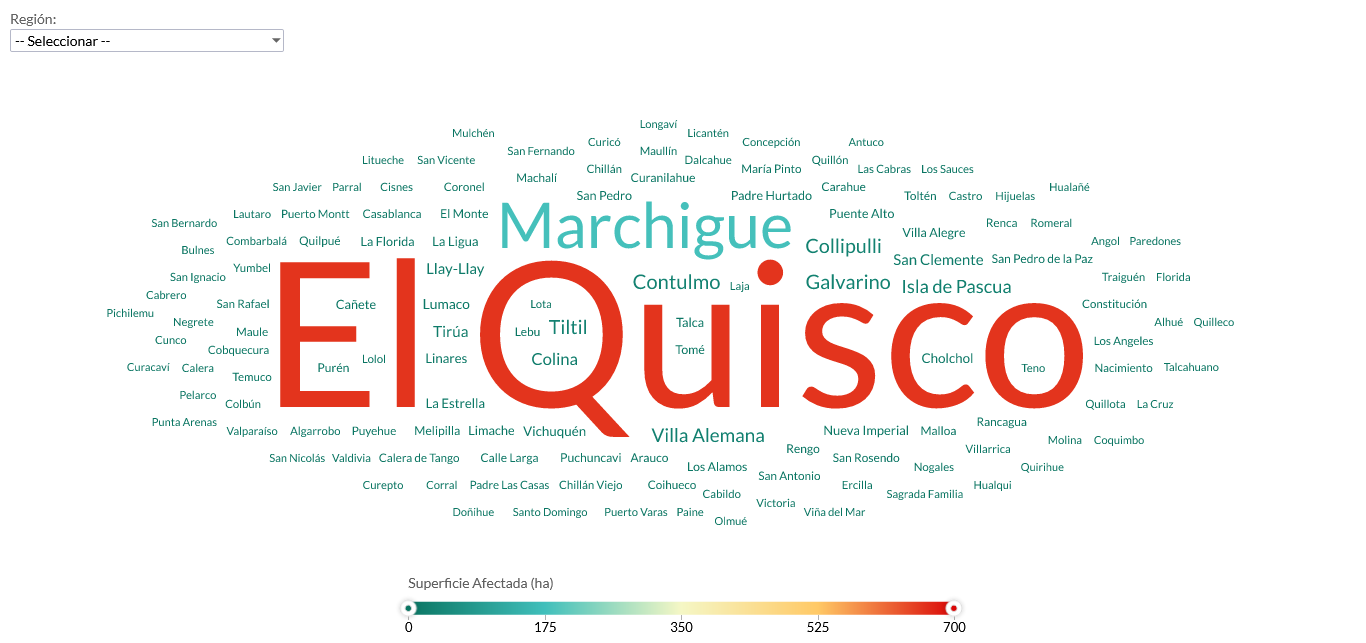 Región:
-- Seleccionar --
Longaví
Mulchén Licantén
Curicó Concepción Antuco
San Fernando Maullín
Litueche San Vicente Dalcahue Quillón
Chillán María Pinto Las Cabras Los Sauces
Machalí Curanilahue
San Javier Parral Cisnes Coronel Carahue Hualañé
San Pedro Padre Hurtado Toltén Castro Hijuelas
Lautaro Puerto Montt Casablanca El Monte Puente Alto
San Bernardo Marchigue Renca Romeral
Villa Alegre
Combarbalá Quilpué La Florida La Ligua Collipulli Angol Paredones
Bulnes San Clemente San Pedro de la Paz
Yumbel Llay-Llay
San Ignacio Contulmo Laja Galvarino Isla de Pascua Traiguén Florida
Cabrero
San Rafael Cañete Lumaco Lota Constitución
Pichilemu
Negrete Talca Alhué Quilleco
Maule Tirúa Lebu Tiltil
El Quisco
Cunco Los Angeles
Cobquecura Tomé
Lolol Linares Colina Cholchol
Curacaví Calera Purén Teno Nacimiento Talcahuano
Temuco
Pelarco
Colbún La Estrella Quillota La Cruz
Punta Arenas Rancagua
Valparaíso Algarrobo Puyehue Melipilla Limache Vichuquén Villa Alemana Nueva Imperial Malloa
Molina Coquimbo
Rengo Villarrica
San Nicolás Valdivia Calera de Tango Calle Larga Puchuncavi Arauco San Rosendo
Los Alamos Nogales Quirihue
San Antonio
Curepto Corral Padre Las Casas Chillán Viejo Coihueco Ercilla Hualqui
Cabildo Sagrada Familia
Victoria
Doñihue Santo Domingo Puerto Varas Paine Viña del Mar
Olmué
Superficie Afectada (ha)
0 175 350 525 700